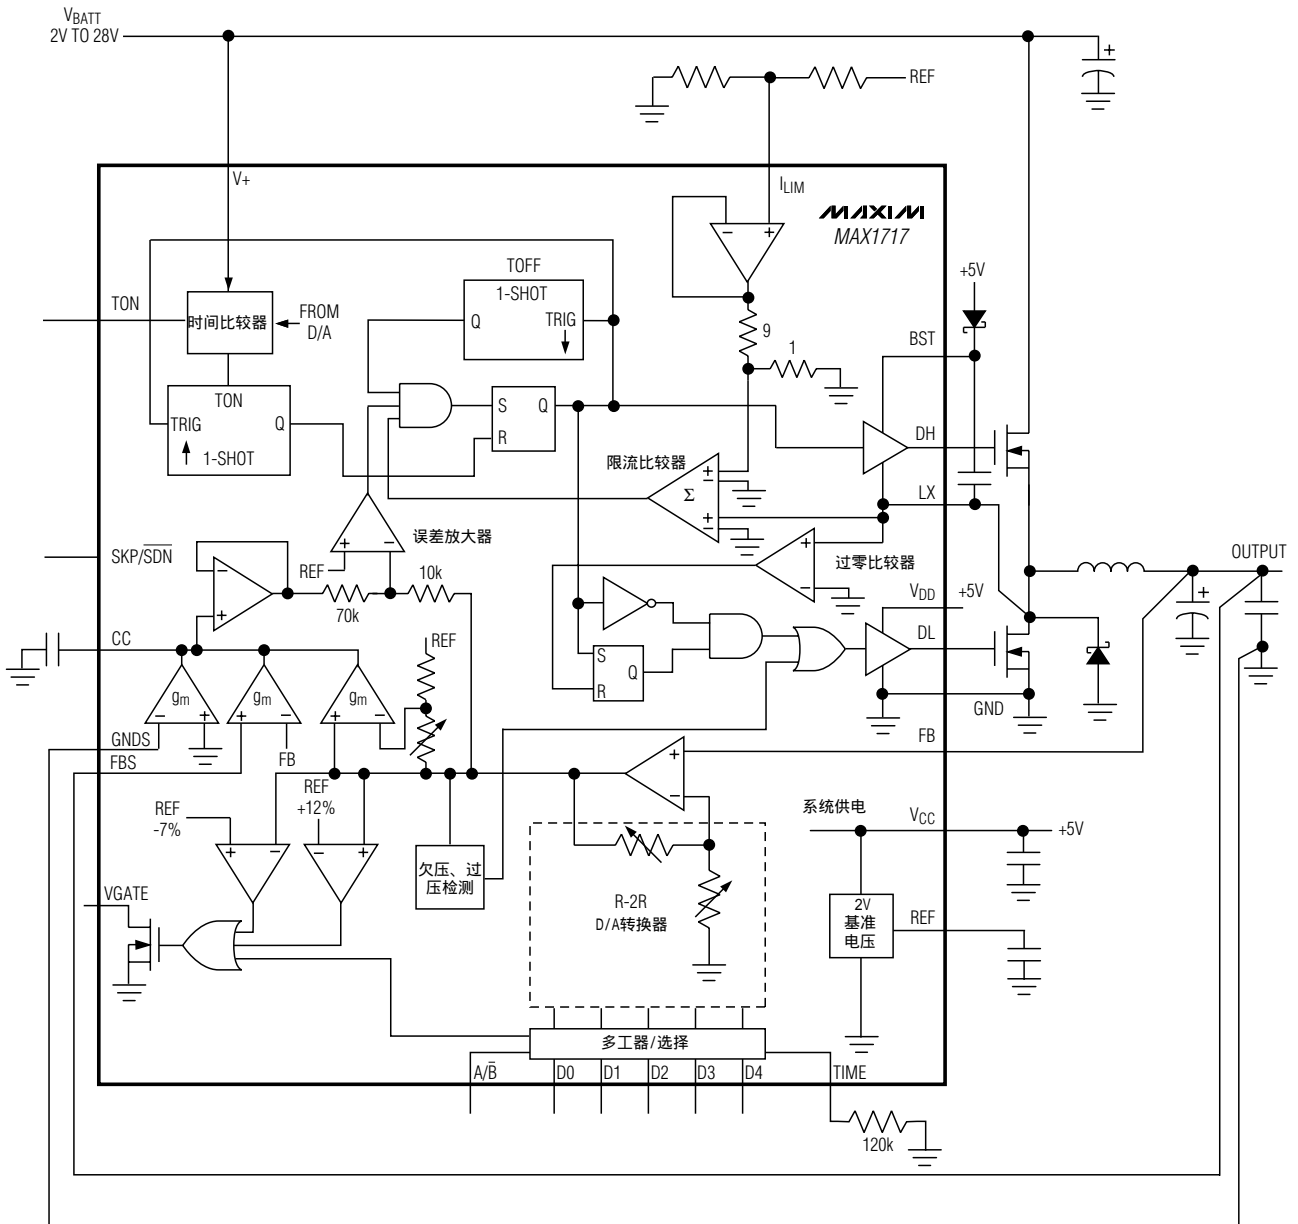 VBATT
2V TO 28V
REF
V+
ILIM
MAXIM
MAX1717
+5V
TOFF
1-SHOT
Q
TRIG
TON
时间比较器
FROM
D/A
9
1
BST
TON
TRIG
Q
1-SHOT
S
Q
R
DH
限流比较器
+
−
Σ
+
−
LX
误差放大器
+
−
REF
过零比较器
+
−
OUTPUT
SKP/SDN
−
+
70k
10k
VDD
+5V
CC
REF
DL
S
Q
R
gm
gm
gm
−
+
+
−
+
−
GNDS
FB
FBS
GND
FB
+
−
REF
-7%
REF
+12%
系统供电
VCC
+5V
+
−
−
+
欠压、过
压检测
VGATE
R-2R
D/A转换器
2V
基准
电压
REF
多工器/选择
A/B̅
D0
D1
D2
D3
D4
TIME
120k